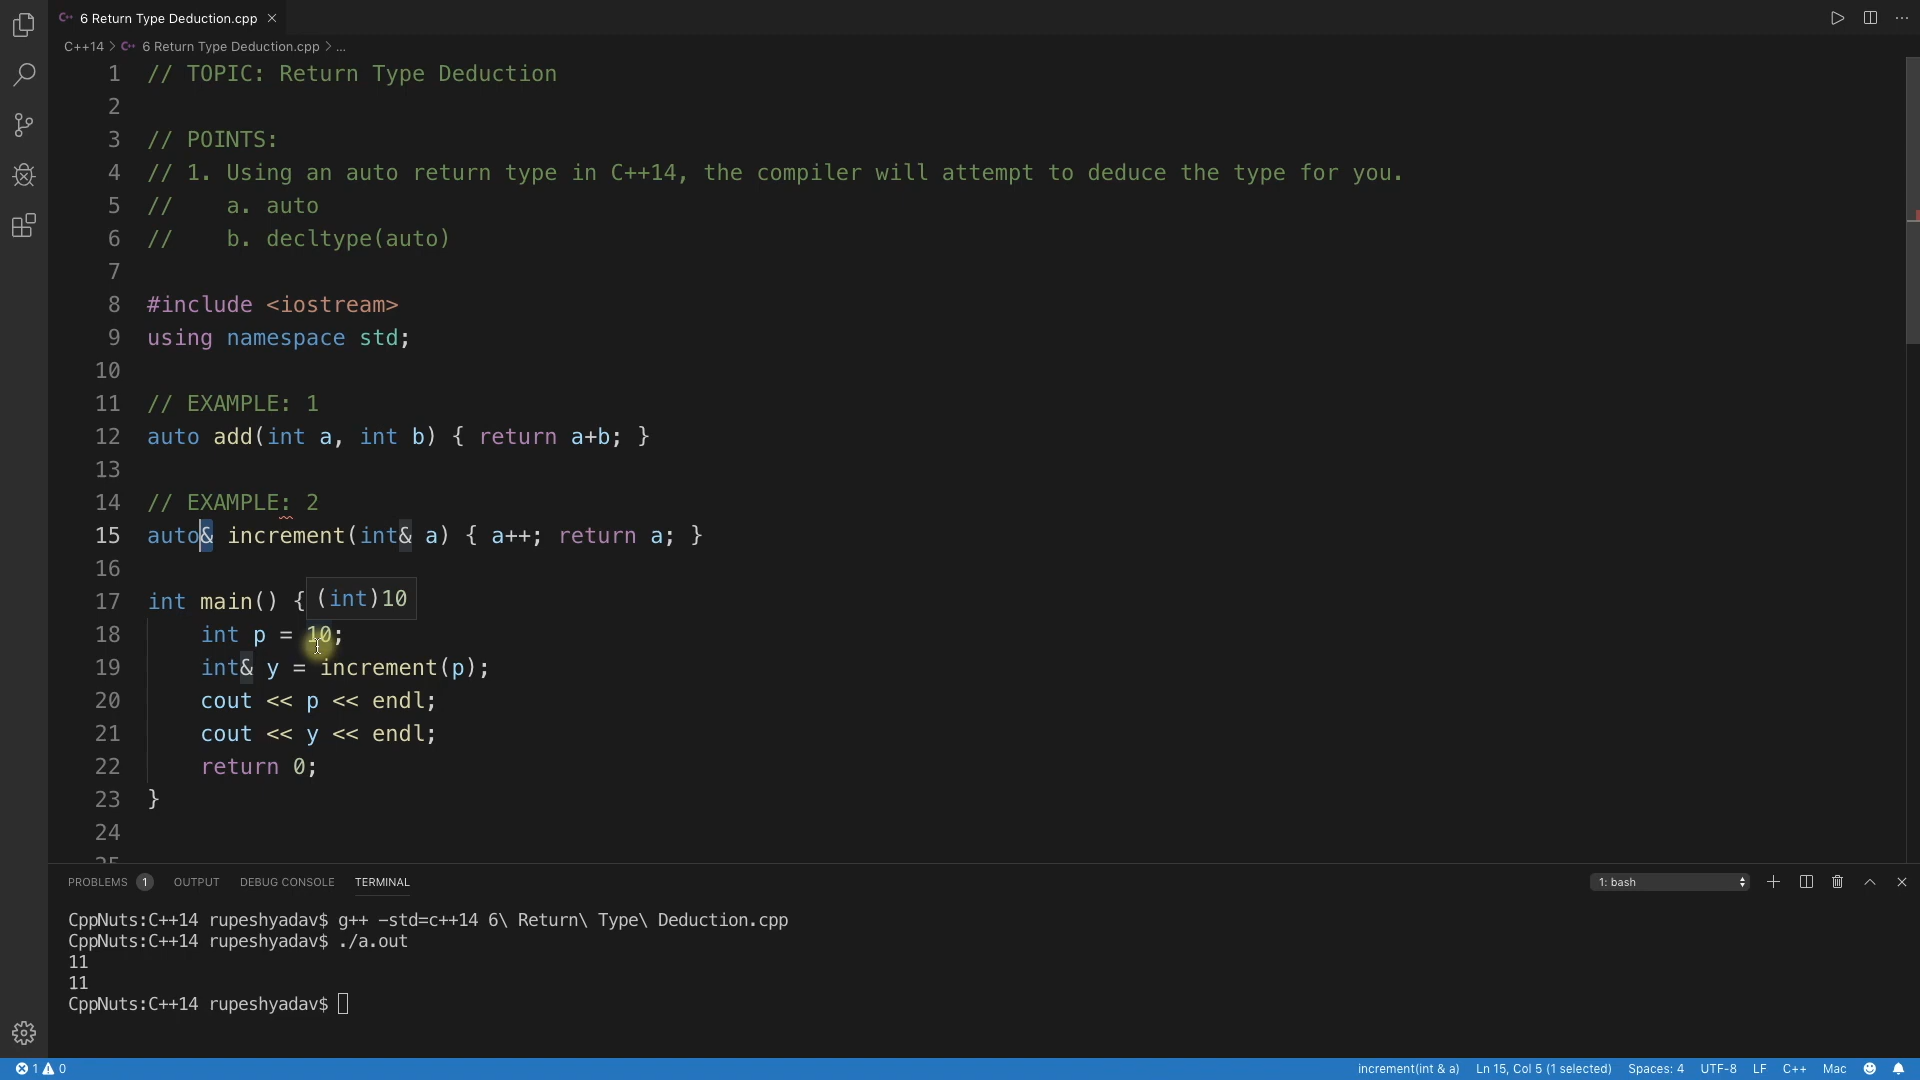 6 Return Type Deduction.cpp
C++14 > 6 Return Type Deduction.cpp > ...
1 // TOPIC: Return Type Deduction
2
3 // POINTS:
4 // 1. Using an auto return type in C++14, the compiler will attempt to deduce the type for you.
5 //    a. auto
6 //    b. decltype(auto)
7
8 #include <iostream>
9 using namespace std;
10
11 // EXAMPLE: 1
12 auto add(int a, int b) { return a+b; }
13
14 // EXAMPLE: 2
15 auto& increment(int& a) { a++; return a; }
16
(int)10
17 int main() {
18     int p = 10;
19     int& y = increment(p);
20     cout << p << endl;
21     cout << y << endl;
22     return 0;
23 }
24
25
PROBLEMS 1 OUTPUT DEBUG CONSOLE TERMINAL 1: bash
CppNuts:C++14 rupeshyadav$ g++ -std=c++14 6\ Return\ Type\ Deduction.cpp
CppNuts:C++14 rupeshyadav$ ./a.out
11
11
CppNuts:C++14 rupeshyadav$
1 0 increment(int & a) Ln 15, Col 5 (1 selected) Spaces: 4 UTF-8 LF C++ Mac